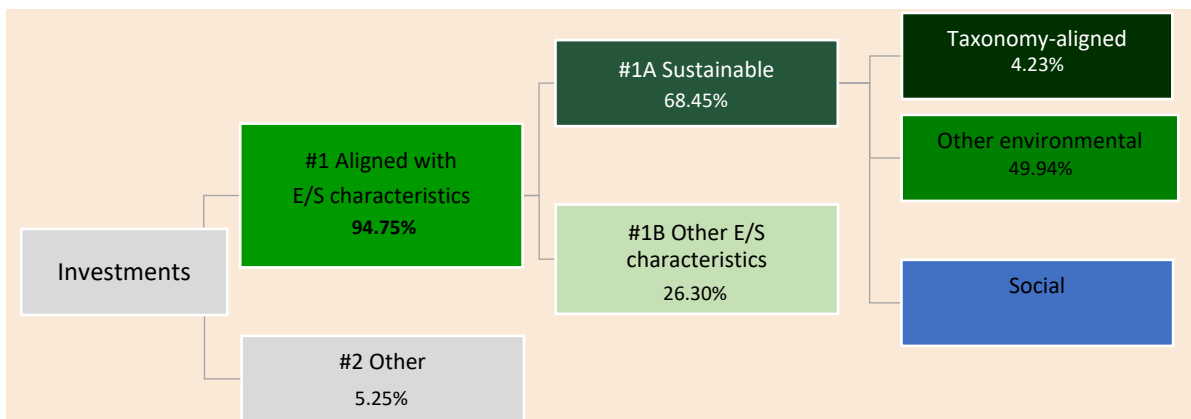 Investments
#1 Aligned with
E/S characteristics
94.75%
#2 Other
5.25%
#1A Sustainable
68.45%
#1B Other E/S
characteristics
26.30%
Taxonomy-aligned
4.23%
Other environmental
49.94%
Social